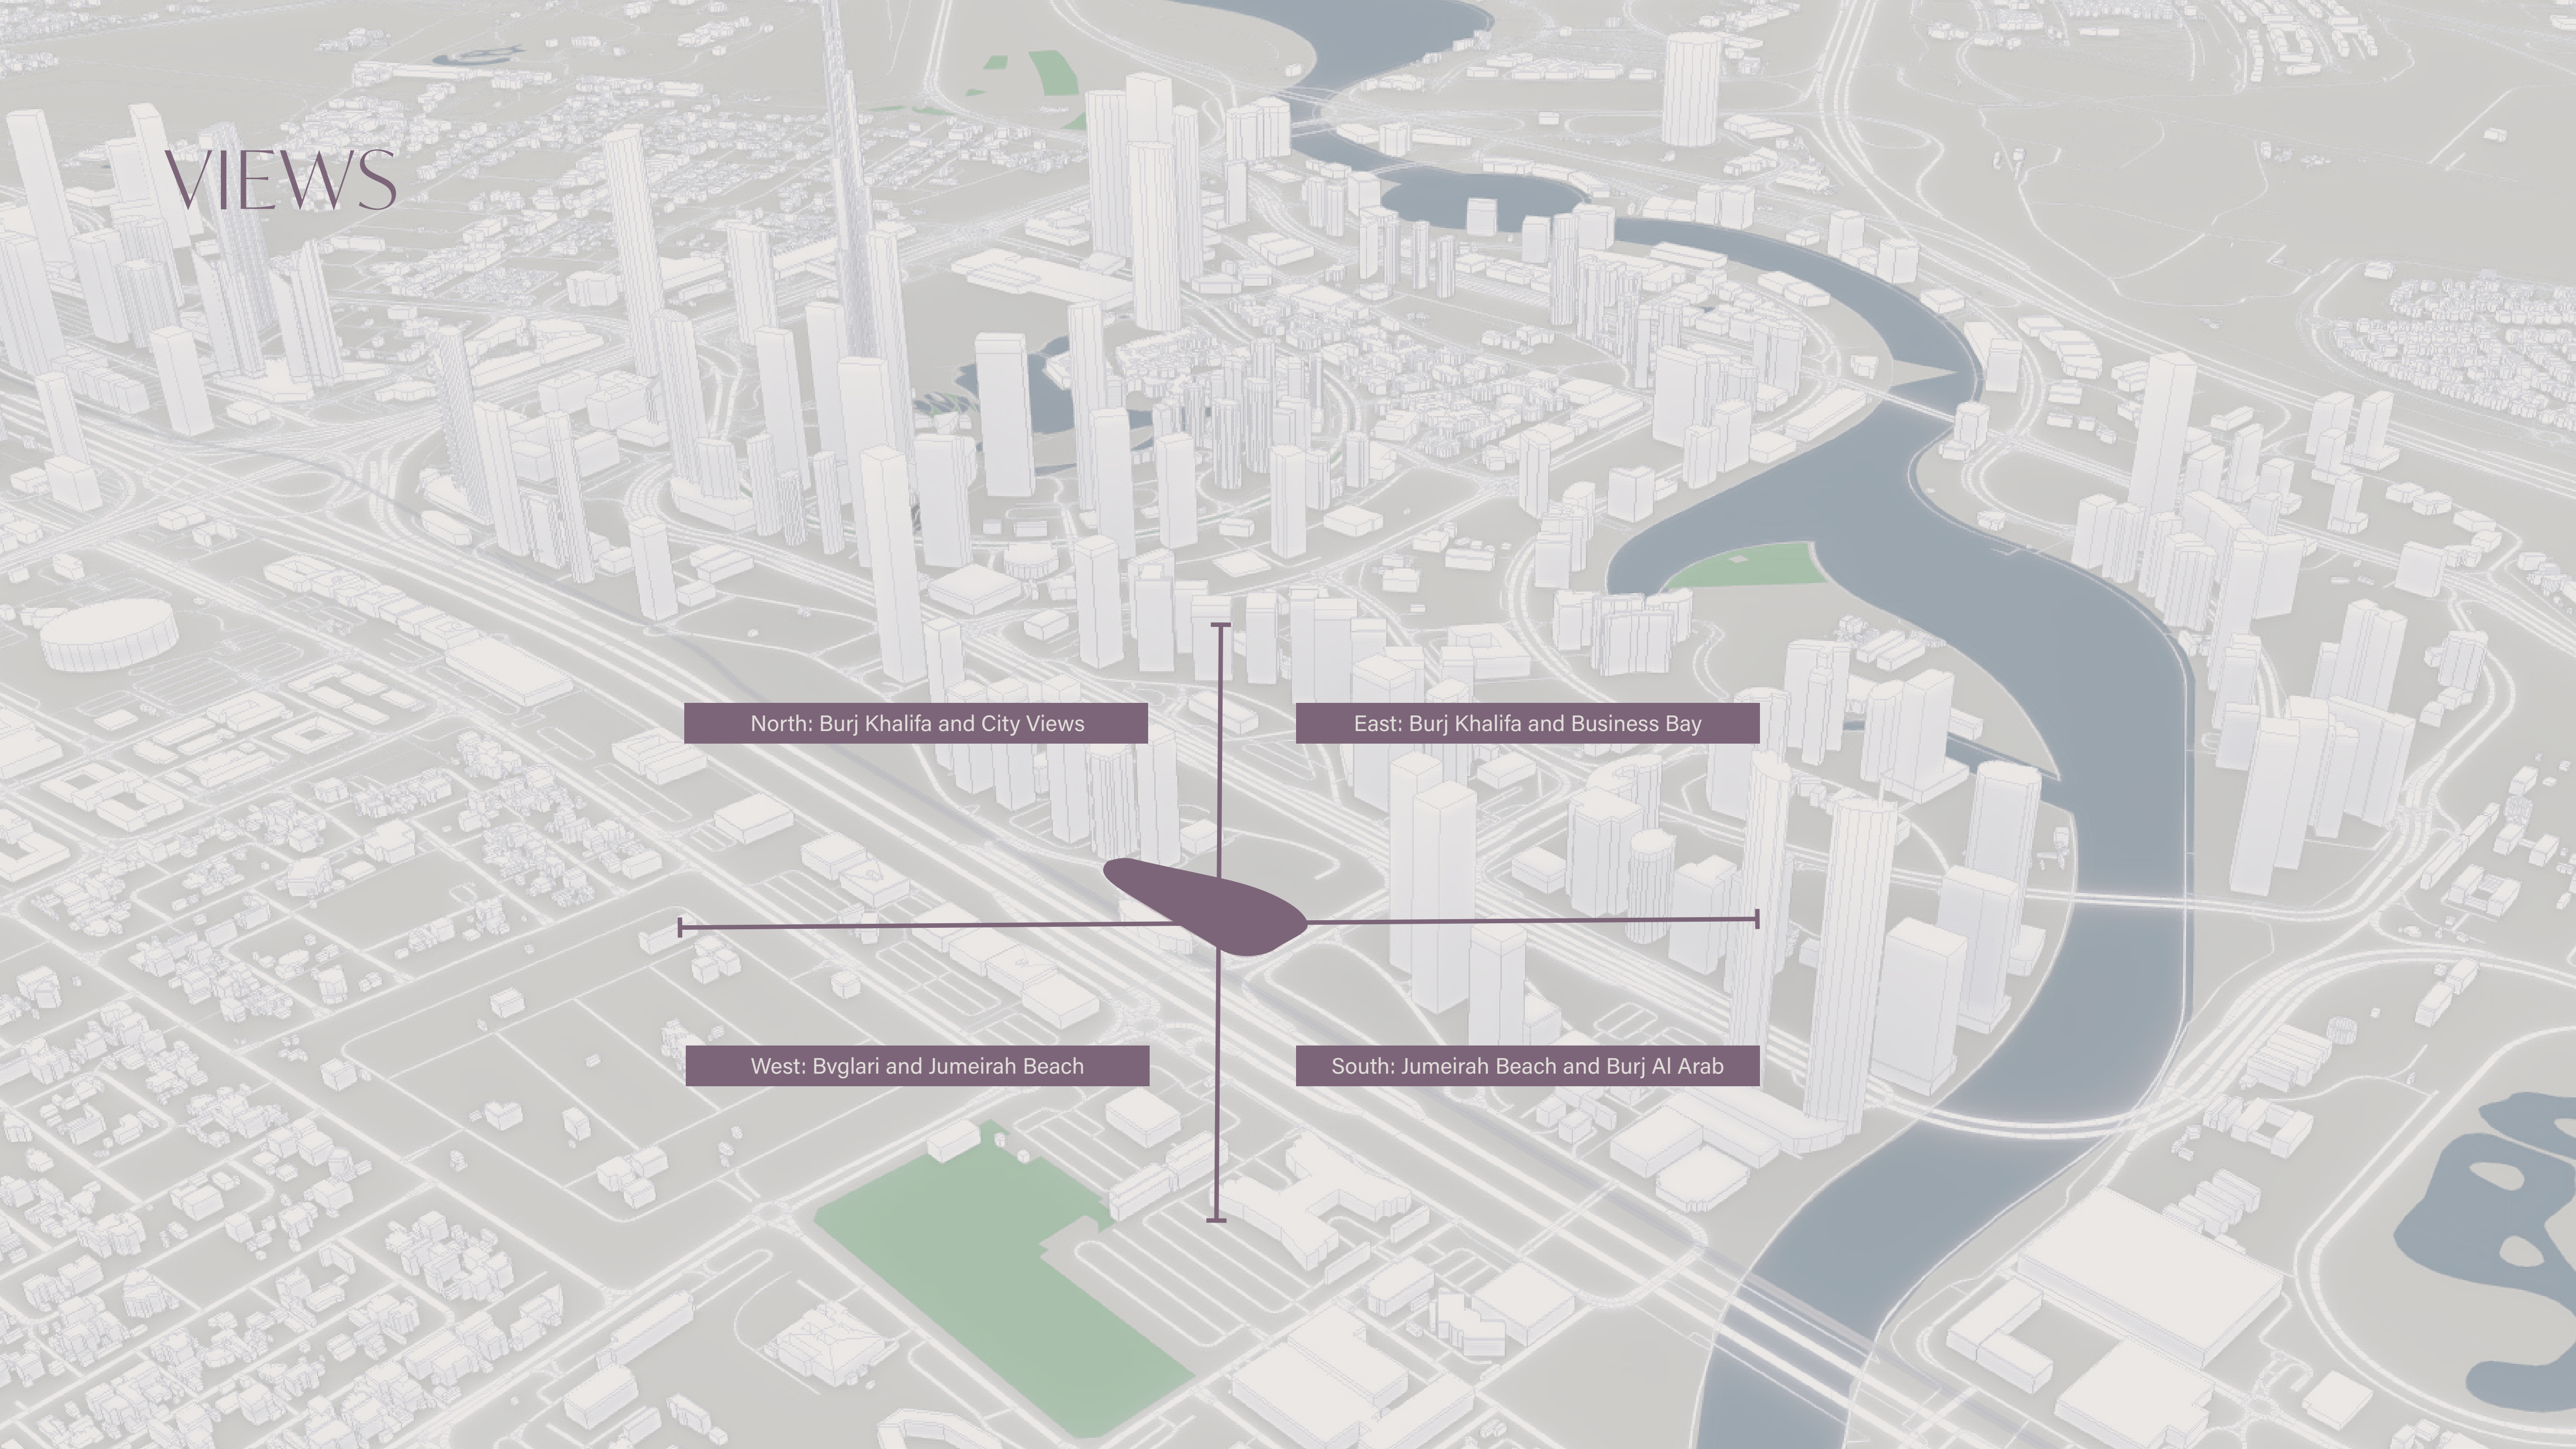 VIEWS
North: Burj Khalifa and City Views
East: Burj Khalifa and Business Bay
West: Bvglari and Jumeirah Beach
South: Jumeirah Beach and Burj Al Arab